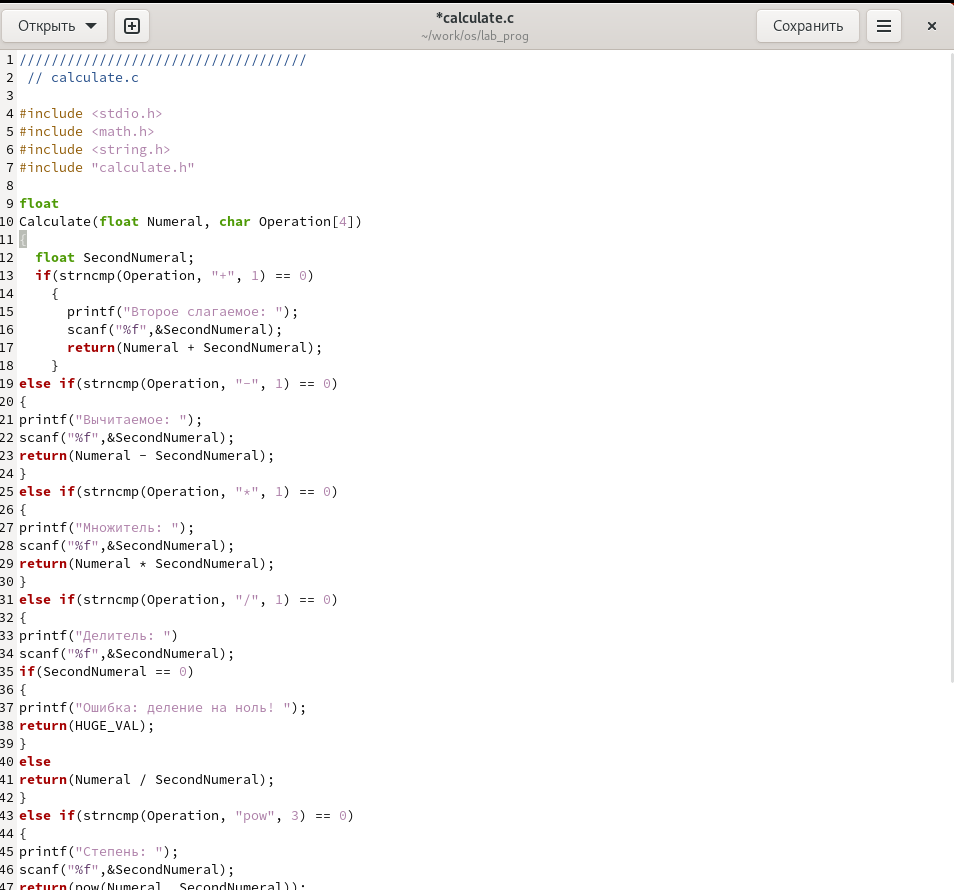 Открыть
*calculate.c
~/work/os/lab_prog
Сохранить
1 ////////////////////////////////////
2  // calculate.c
3
4 #include <stdio.h>
5 #include <math.h>
6 #include <string.h>
7 #include "calculate.h"
8
9 float
10 Calculate(float Numeral, char Operation[4])
11 {
12   float SecondNumeral;
13   if(strncmp(Operation, "+", 1) == 0)
14     {
15       printf("Второе слагаемое: ");
16       scanf("%f",&SecondNumeral);
17       return(Numeral + SecondNumeral);
18     }
19 else if(strncmp(Operation, "-", 1) == 0)
20 {
21 printf("Вычитаемое: ");
22 scanf("%f",&SecondNumeral);
23 return(Numeral - SecondNumeral);
24 }
25 else if(strncmp(Operation, "*", 1) == 0)
26 {
27 printf("Множитель: ");
28 scanf("%f",&SecondNumeral);
29 return(Numeral * SecondNumeral);
30 }
31 else if(strncmp(Operation, "/", 1) == 0)
32 {
33 printf("Делитель: ")
34 scanf("%f",&SecondNumeral);
35 if(SecondNumeral == 0)
36 {
37 printf("Ошибка: деление на ноль! ");
38 return(HUGE_VAL);
39 }
40 else
41 return(Numeral / SecondNumeral);
42 }
43 else if(strncmp(Operation, "pow", 3) == 0)
44 {
45 printf("Степень: ");
46 scanf("%f",&SecondNumeral);
47 return(pow(Numeral, SecondNumeral));